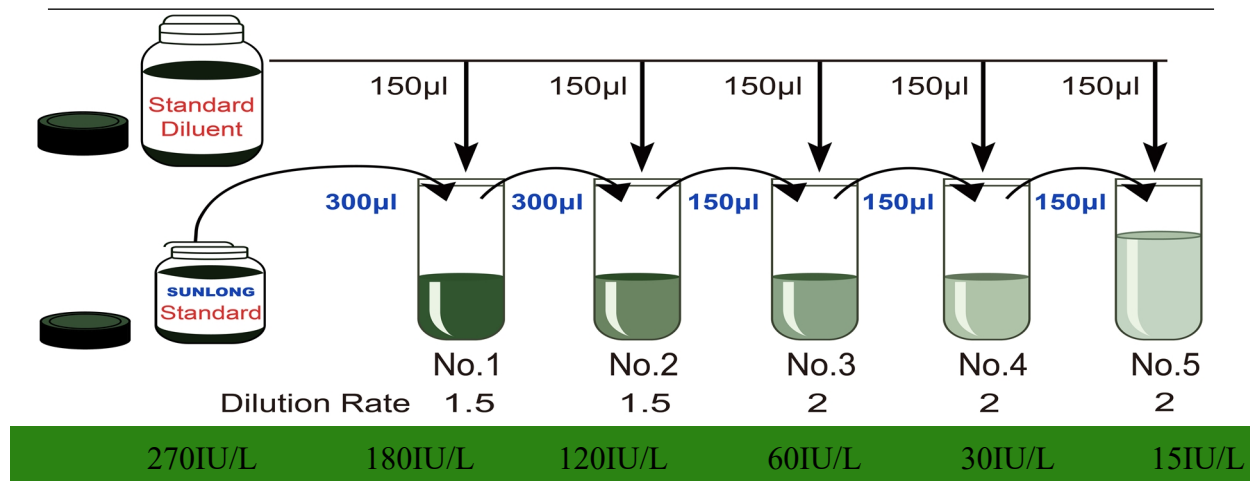 150µl 150µl 150µl 150µl 150µl
Standard
Diluent
300µl 300µl 150µl 150µl 150µl
SUNLONG
Standard
No.1 No.2 No.3 No.4 No.5
Dilution Rate 1.5 1.5 2 2 2
270IU/L 180IU/L 120IU/L 60IU/L 30IU/L 15IU/L